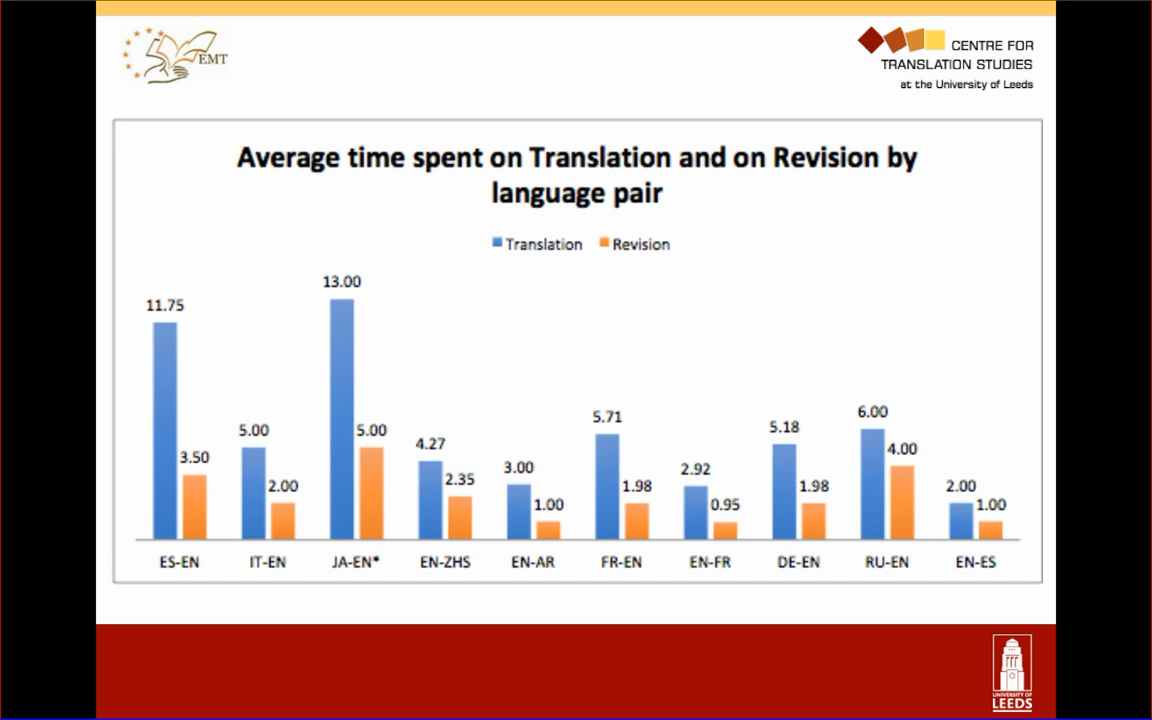 EMT
CENTRE FOR
TRANSLATION STUDIES
at the University of Leeds
Average time spent on Translation and on Revision by
language pair
Translation Revision
11.75 3.50 5.00 2.00 13.00 5.00 4.27 2.35 3.00 1.00 5.71 1.98 2.92 0.95 5.18 1.98 6.00 4.00 2.00 1.00
ES-EN IT-EN JA-EN* EN-ZHS EN-AR FR-EN EN-FR DE-EN RU-EN EN-ES
UNIVERSITY OF
LEEDS